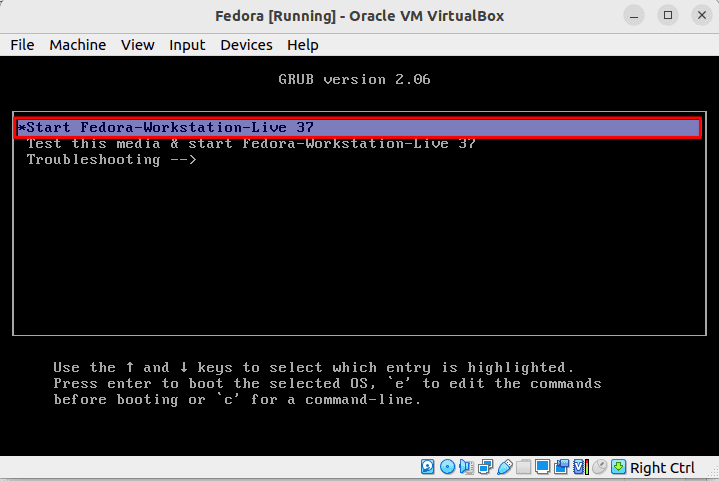 Fedora [Running] - Oracle VM VirtualBox
File Machine View Input Devices Help
GRUB version 2.06
*Start Fedora-Workstation-Live 37
Test this media & start Fedora-Workstation-Live 37
Troubleshooting -->
Use the ↑ and ↓ keys to select which entry is highlighted.
Press enter to boot the selected OS, `e' to edit the commands
before booting or `c' for a command-line.
Right Ctrl